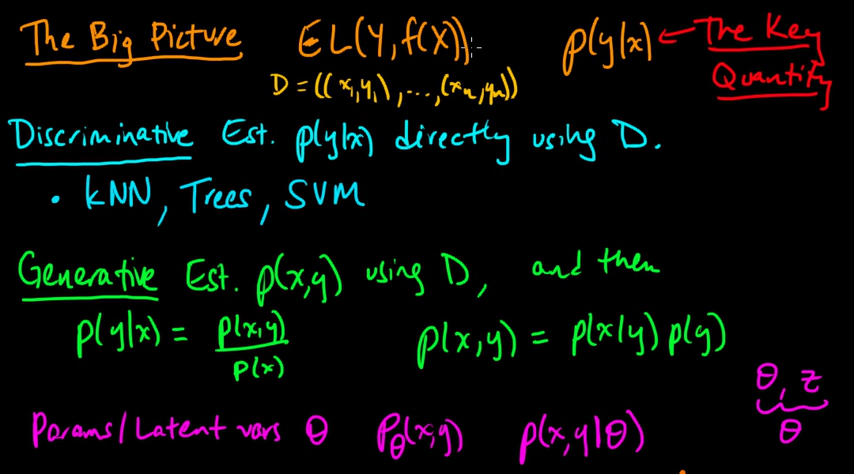 The Big Picture E L(Y, f(X)) p(y|x) ← The Key
Quantity
D = ((x₁,y₁), ..., (xₙ,yₙ))
Discriminative Est. p(y|x) directly using D.
• kNN, Trees, SVM
Generative Est. p(x,y) using D, and then
p(y|x) = p(x,y) / p(x) p(x,y) = p(x|y) p(y)
Params/Latent vars θ p_θ(x,y) p(x,y|θ) θ, z
θ